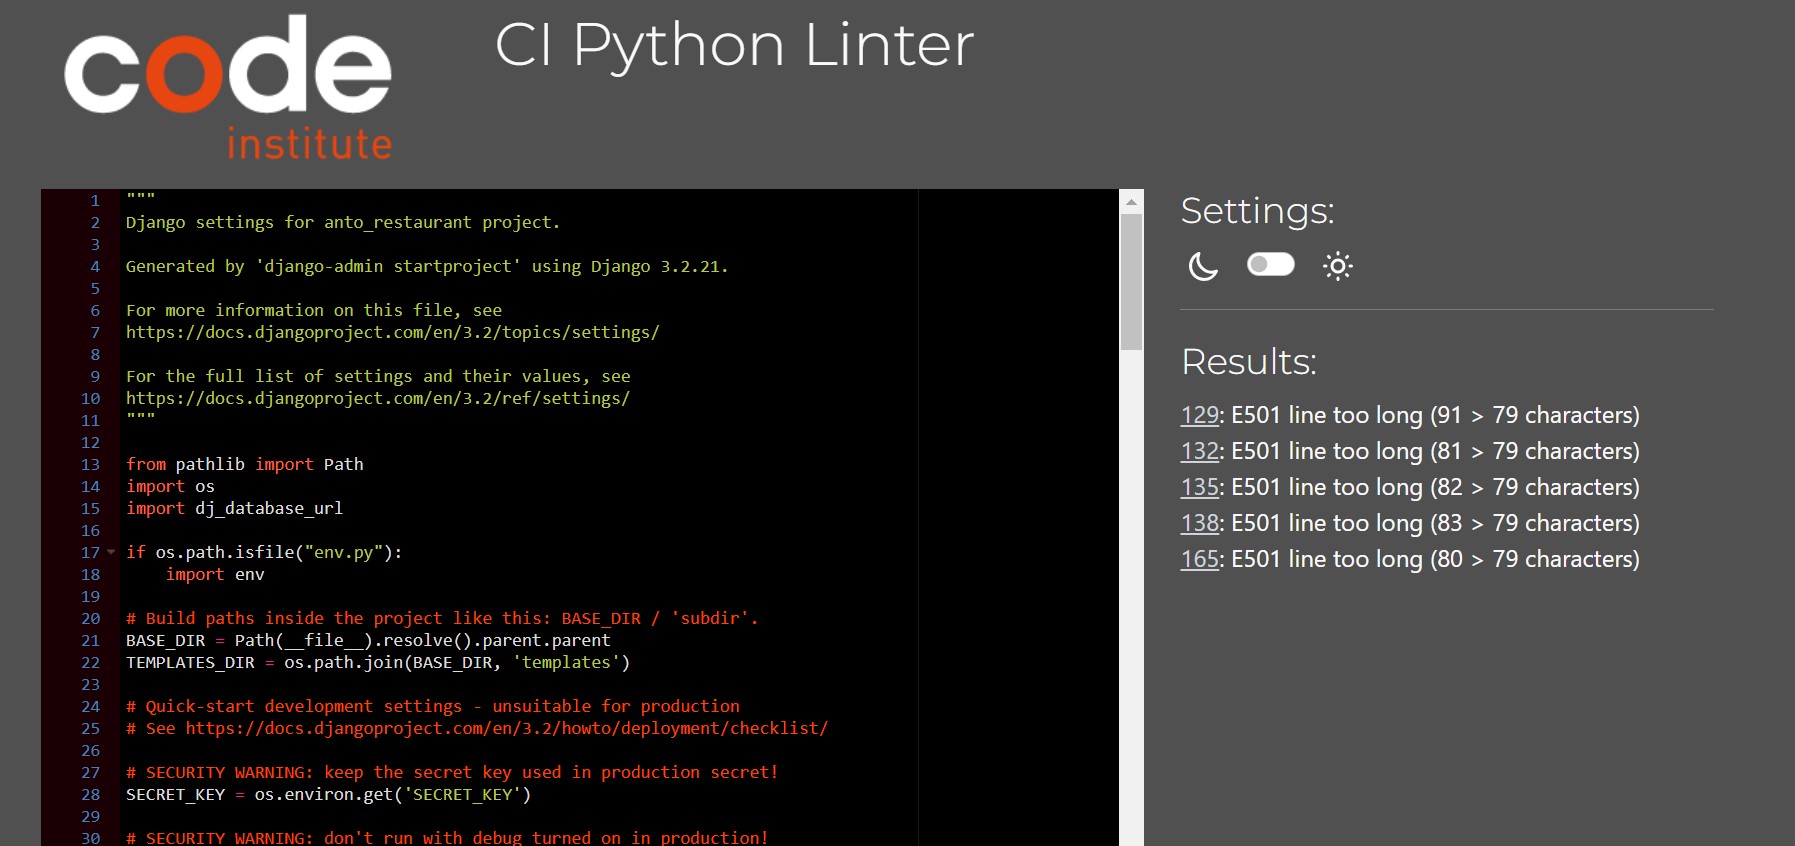 code
institute
CI Python Linter
1 """
2 Django settings for anto_restaurant project.
3
4 Generated by 'django-admin startproject' using Django 3.2.21.
5
6 For more information on this file, see
7 https://docs.djangoproject.com/en/3.2/topics/settings/
8
9 For the full list of settings and their values, see
10 https://docs.djangoproject.com/en/3.2/ref/settings/
11 """
12
13 from pathlib import Path
14 import os
15 import dj_database_url
16
17 if os.path.isfile("env.py"):
18     import env
19
20 # Build paths inside the project like this: BASE_DIR / 'subdir'.
21 BASE_DIR = Path(__file__).resolve().parent.parent
22 TEMPLATES_DIR = os.path.join(BASE_DIR, 'templates')
23
24 # Quick-start development settings - unsuitable for production
25 # See https://docs.djangoproject.com/en/3.2/howto/deployment/checklist/
26
27 # SECURITY WARNING: keep the secret key used in production secret!
28 SECRET_KEY = os.environ.get('SECRET_KEY')
29
30 # SECURITY WARNING: don't run with debug turned on in production!
Settings:
Results:
129: E501 line too long (91 > 79 characters)
132: E501 line too long (81 > 79 characters)
135: E501 line too long (82 > 79 characters)
138: E501 line too long (83 > 79 characters)
165: E501 line too long (80 > 79 characters)